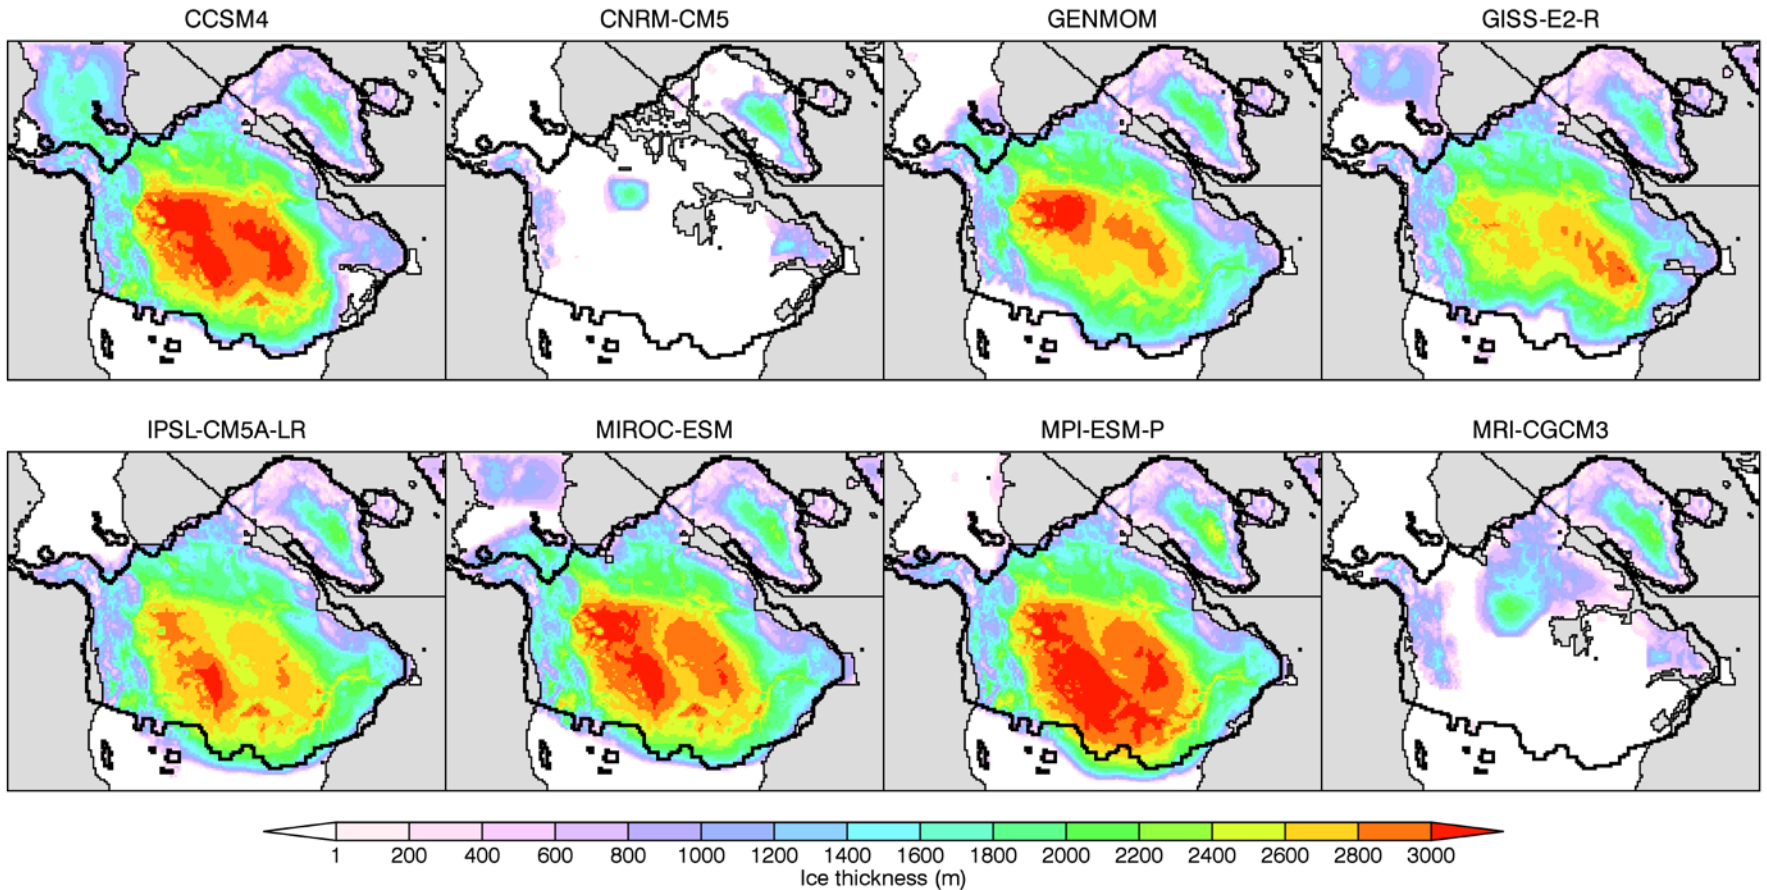 CCSM4 CNRM-CM5 GENMOM GISS-E2-R
IPSL-CM5A-LR MIROC-ESM MPI-ESM-P MRI-CGCM3
1 200 400 600 800 1000 1200 1400 1600 1800 2000 2200 2400 2600 2800 3000
Ice thickness (m)